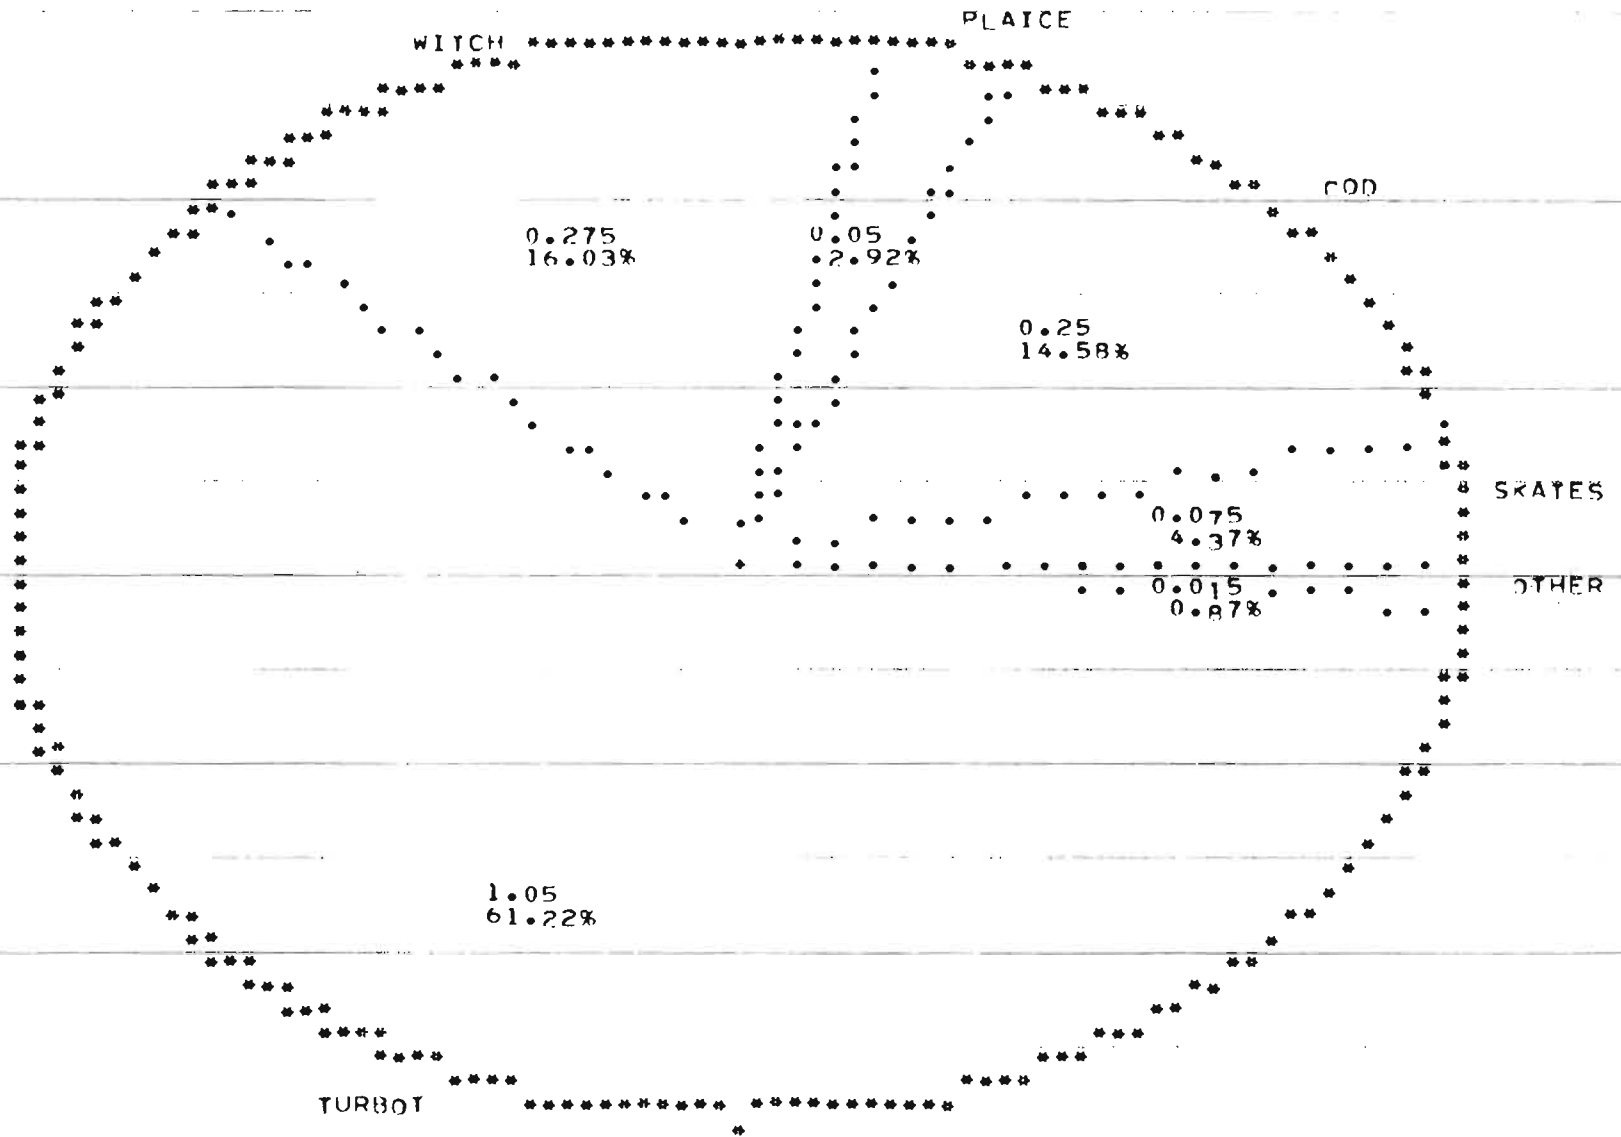 PLAICE
WITCH
COD
0.275
16.03%
0.05
2.92%
0.25
14.58%
SKATES
0.075
4.37%
OTHER
0.015
0.87%
1.05
61.22%
TURBOT